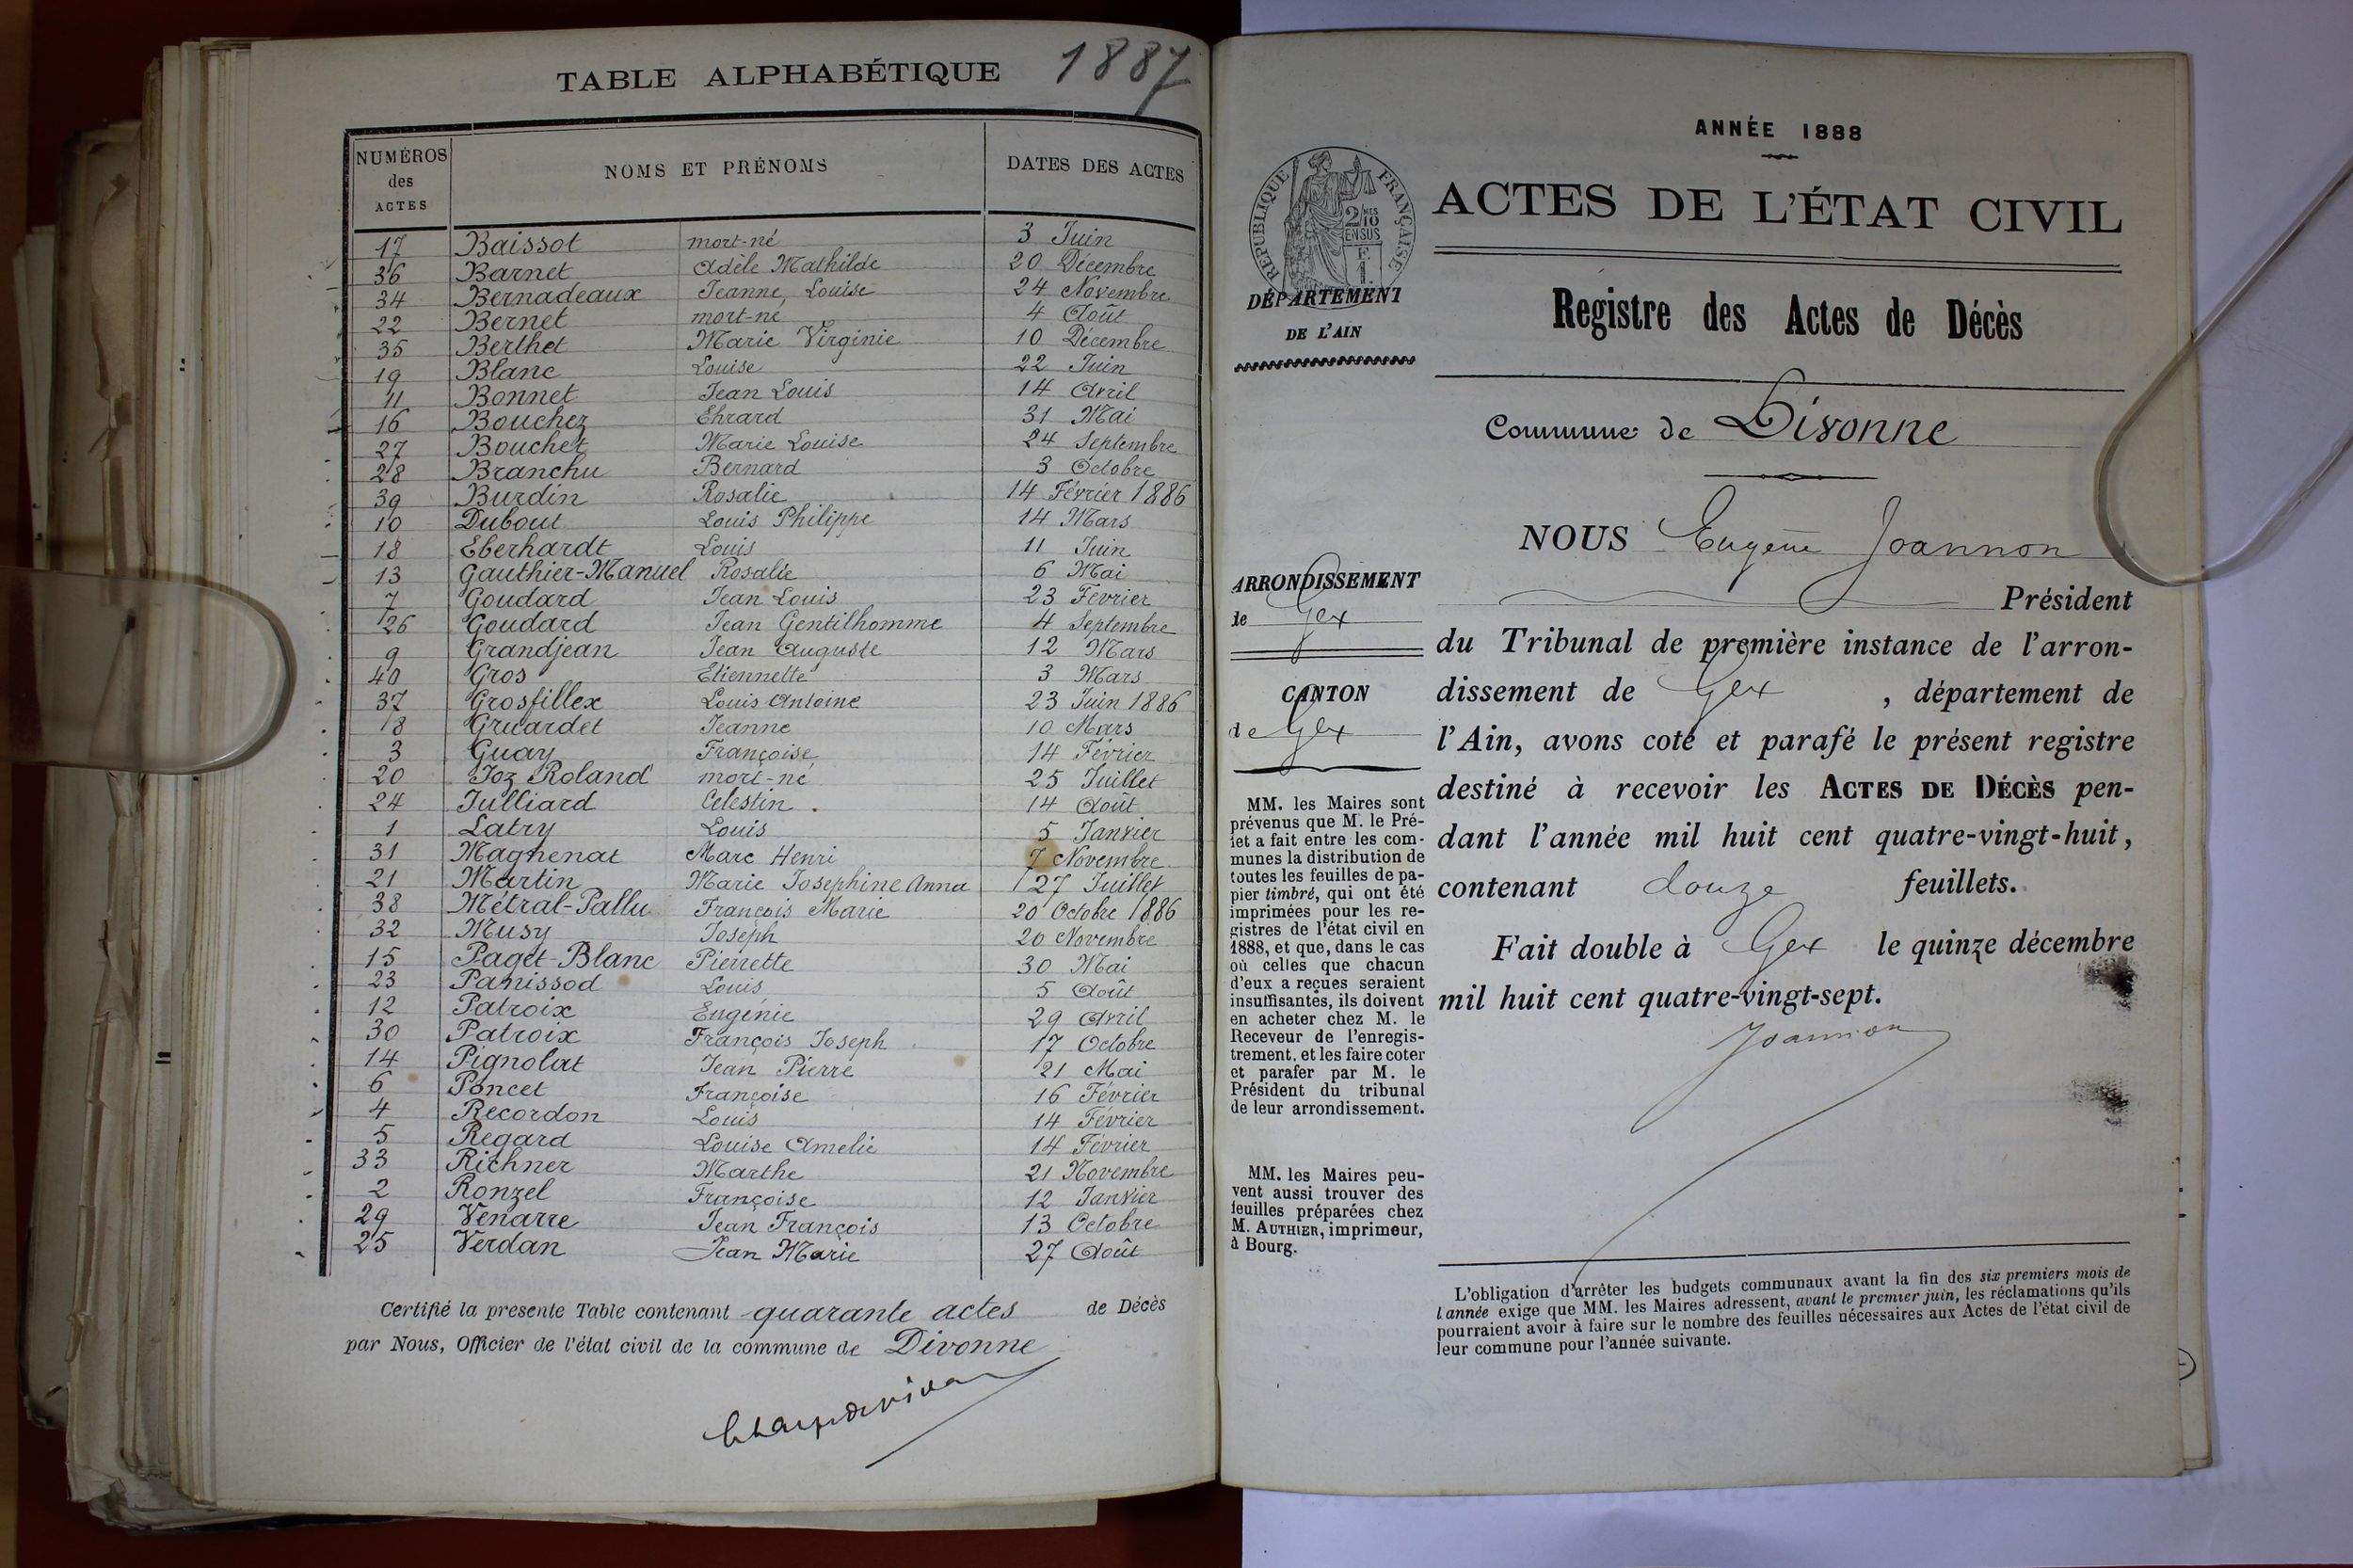 TABLE ALPHABÉTIQUE 1887
NUMÉROS des ACTES NOMS ET PRÉNOMS DATES DES ACTES
17 Baissot mort-né 3 Juin
36 Barnet Adèle Mathilde 20 Décembre
34 Bernadeaux Jeanne, Louise 24 Novembre
22 Bernet mort-né 4 Août
35 Berthet Marie Virginie 10 Décembre
19 Blanc Louise 22 Juin
11 Bonnet Jean Louis 14 Avril
16 Bouchez Ehrard 31 Mai
27 Bouchet Marie Louise 24 Septembre
28 Branchu Bernard 3 Octobre
39 Burdin Rosalie 14 Février 1886
10 Dubout Louis Philippe 14 Mars
18 Eberhardt Louis 11 Juin
13 Gauthier-Manuel Rosalie 6 Mai
7 Goudard Jean Louis 23 Février
26 Goudard Jean Gentilhomme 4 Septembre
9 Grandjean Jean Auguste 12 Mars
40 Gros Etiennette 3 Mars
37 Grosfillex Louis Antoine 23 Juin 1886
8 Gruardet Jeanne 10 Mars
3 Guay Françoise 14 Février
20 Joz Roland mort-né 25 Juillet
24 Julliard Celestin . 14 Août
1 Latry Louis 5 Janvier
31 Magnenat Marc Henri 7 Novembre
21 Martin Marie Josephine Anna 27 Juillet
38 Métral-Pallu François Marie 20 Octobre 1886
32 Musy Joseph 20 Novembre
15 Paget-Blanc Pierrette 30 Mai
23 Panissod Louis 5 Août
12 Patroix Eugénie 29 Avril
30 Patroix François Joseph 17 Octobre
14 Pignolat Jean Pierre 21 Mai
6 Poncet Françoise 16 Février
4 Recordon Louis 14 Février
5 Regard Louise Amelie 14 Février
33 Richner Marthe 21 Novembre
2 Ronzel Françoise 12 Janvier
29 Venarre Jean François 13 Octobre
25 Verdan Jean Marie 27 Août
Certifié la presente Table contenant quarante actes de Décès
par Nous, Officier de l'état civil de la commune de Divonne
ANNÉE 1888
ACTES DE L'ÉTAT CIVIL
RÉPUBLIQUE FRANÇAISE
2/10 MES
EN SUS
DÉPARTEMENT
DE L'AIN
Registre des Actes de Décès
Commune de Divonne
NOUS Eugène Joannon
Président
ARRONDISSEMENT
de Gex
CANTON
de Gex
du Tribunal de première instance de l'arron-
dissement de Gex , département de
l'Ain, avons coté et parafé le présent registre
destiné à recevoir les ACTES DE DÉCÈS pen-
dant l'année mil huit cent quatre-vingt-huit,
contenant douze feuillets.
Fait double à Gex le quinze décembre
mil huit cent quatre-vingt-sept.
Joannon
MM. les Maires sont
prévenus que M. le Pré-
fet a fait entre les com-
munes la distribution de
toutes les feuilles de pa-
pier timbré, qui ont été
imprimées pour les re-
gistres de l'état civil en
1888, et que, dans le cas
où celles que chacun
d'eux a reçues seraient
insuffisantes, ils doivent
en acheter chez M. le
Receveur de l'enregis-
trement, et les faire coter
et parafer par M. le
Président du tribunal
de leur arrondissement.
MM. les Maires peu-
vent aussi trouver des
feuilles préparées chez
M. AUTHIER, imprimeur,
à Bourg.
L'obligation d'arrêter les budgets communaux avant la fin des six premiers mois de
l'année exige que MM. les Maires adressent, avant le premier juin, les réclamations qu'ils
pourraient avoir à faire sur le nombre des feuilles nécessaires aux Actes de l'état civil de
leur commune pour l'année suivante.